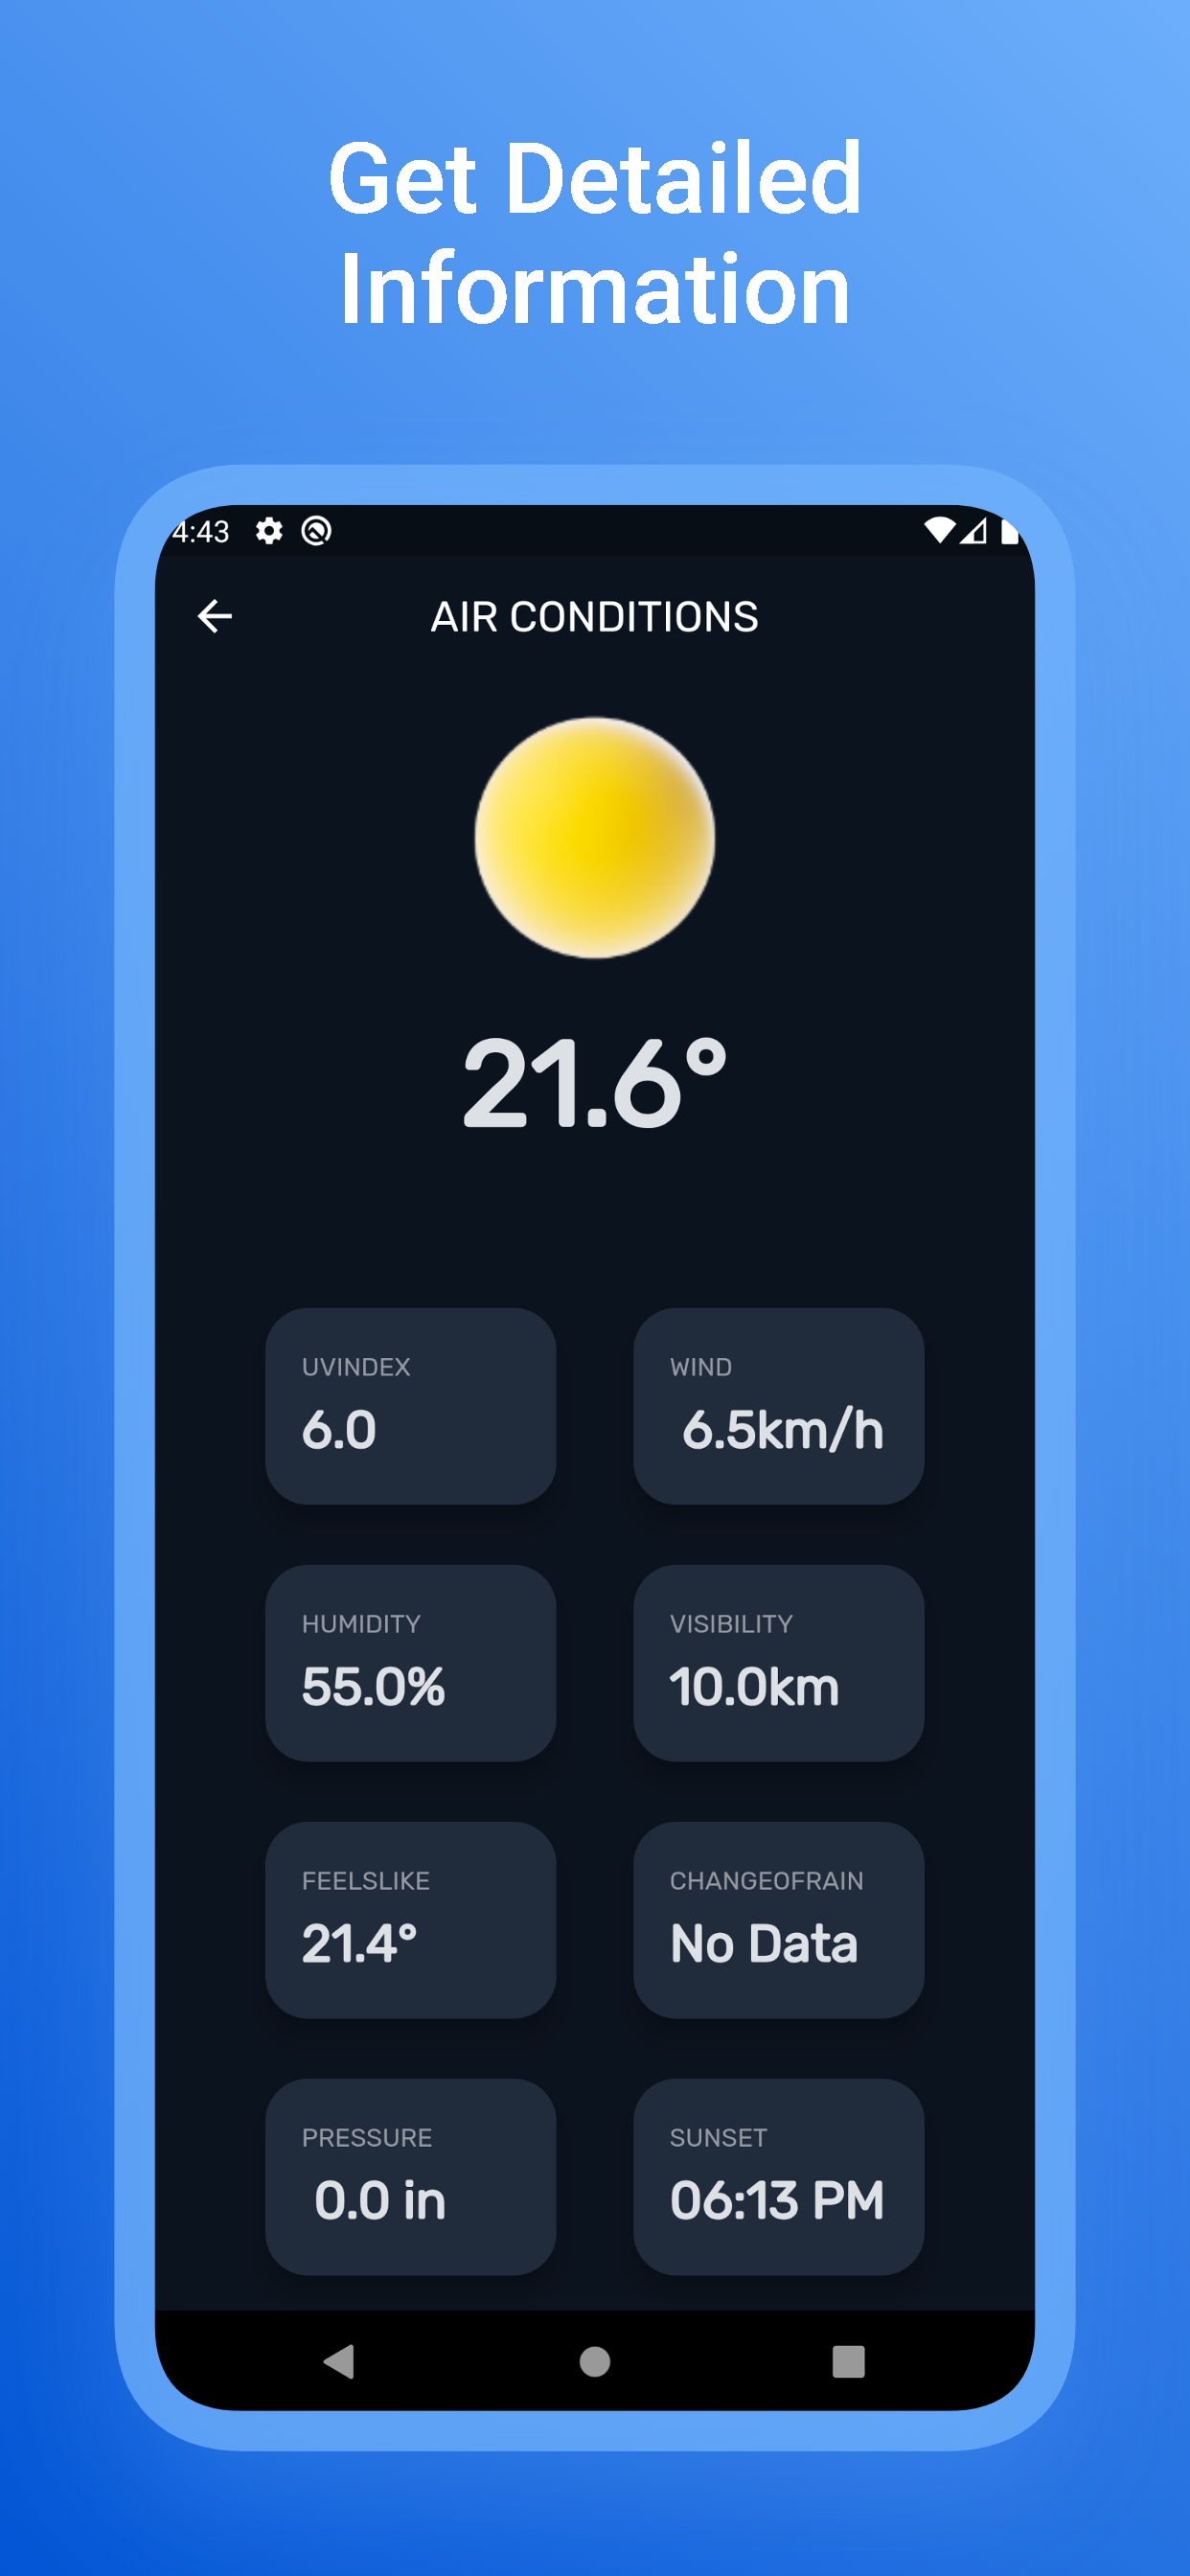 Get Detailed
Information
4:43
AIR CONDITIONS
21.6°
UVINDEX
6.0
WIND
6.5km/h
HUMIDITY
55.0%
VISIBILITY
10.0km
FEELSLIKE
21.4°
CHANGEOFRAIN
No Data
PRESSURE
0.0 in
SUNSET
06:13 PM